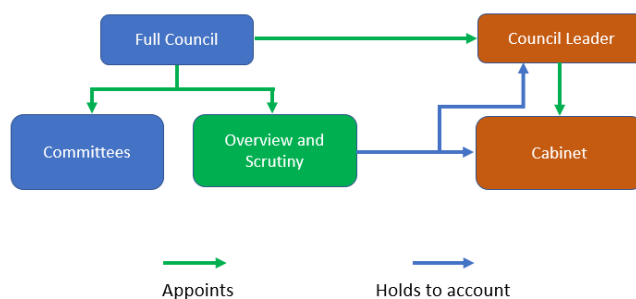 Full Council
Council Leader
Committees
Overview and
Scrutiny
Cabinet
Appoints
Holds to account